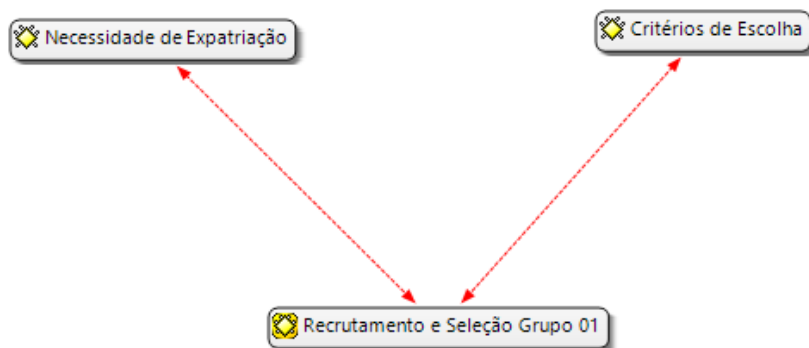 Necessidade de Expatriação
Critérios de Escolha
Recrutamento e Seleção Grupo 01